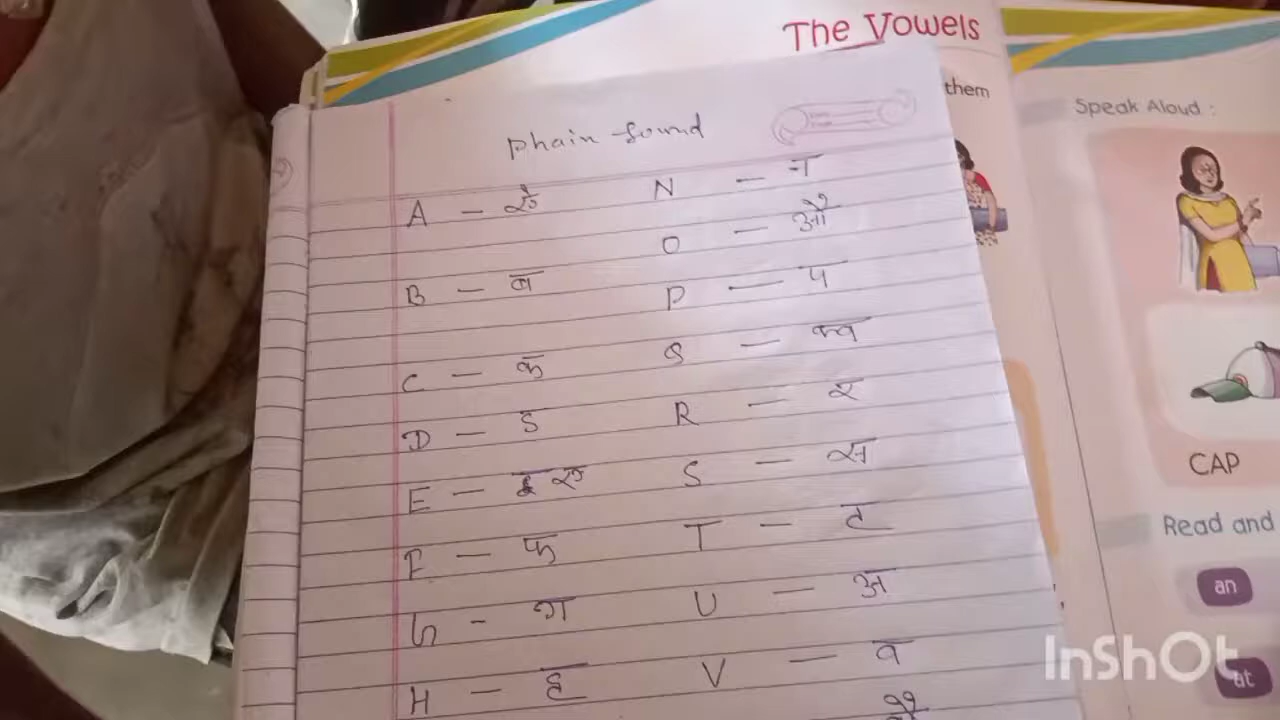 The Vowels
them
Speak Aloud :
Phain sound
A – ऐ
B – ब
C – क
D – ड
E – ए
F – फ
G – ग
H – ह
N – न
O – औ
P – प
Q – क्व
R – र
S – स
T – ट
U – अ
V – व
CAP
Read and
an
at
InShOt